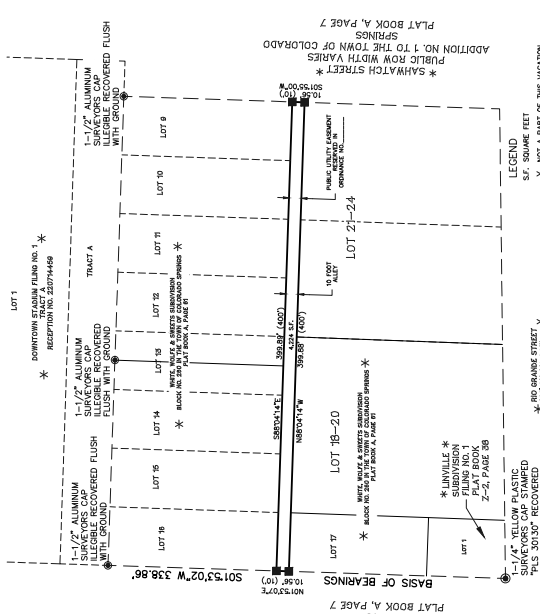 * SAHWATCH STREET *
PUBLIC ROW WIDTH VARIES
ADDITION NO. 1 TO THE TOWN OF COLORADO
SPRINGS
PLAT BOOK A, PAGE 7
LOT 1
DOWNTOWN STADIUM FILING NO. 1
TRACT A
RECEPTION NO. 220714459
*
*
TRACT A
1-1/2" ALUMINUM
SURVEYORS CAP
ILLEGIBLE RECOVERED FLUSH
WITH GROUND
1-1/2" ALUMINUM
SURVEYORS CAP
ILLEGIBLE RECOVERED
FLUSH WITH GROUND
1-1/2" ALUMINUM
SURVEYORS CAP
ILLEGIBLE RECOVERED FLUSH
WITH GROUND
LOT 9
LOT 10
LOT 11
LOT 12
LOT 13
LOT 14
LOT 15
LOT 16
*
WHITE, WOLFE & SWEETS SUBDIVISION
BLOCK NO. 260 IN THE TOWN OF COLORADO SPRINGS
PLAT BOOK A, PAGE 81
*
10.56'
(10')
S01°55'00"W
S88°04'14"E
399.89' (400')
4,224 S.F.
N88°04'14"W
399.88' (400')
PUBLIC UTILITY EASEMENT
RESERVED IN
ORDINANCE NO.
10 FOOT
ALLEY
LOT 21-24
LOT 18-20
*
WHITE, WOLFE & SWEETS SUBDIVISION
BLOCK NO. 260 IN THE TOWN OF COLORADO SPRINGS
PLAT BOOK A, PAGE 81
*
LOT 17
LOT 1
* LINVILLE *
SUBDIVISION
FILING NO. 1
PLAT BOOK
Z-2, PAGE 38
1-1/4" YELLOW PLASTIC
SURVEYORS CAP STAMPED
"PLS 30130" RECOVERED
* RIO GRANDE STREET
LEGEND
S.F. SQUARE FEET
NOT A PART OF THIS VACATION
S01°53'02"W 338.86'
BASIS OF BEARINGS
N01°53'07"E
10.56' (10')
PLAT BOOK A, PAGE 7